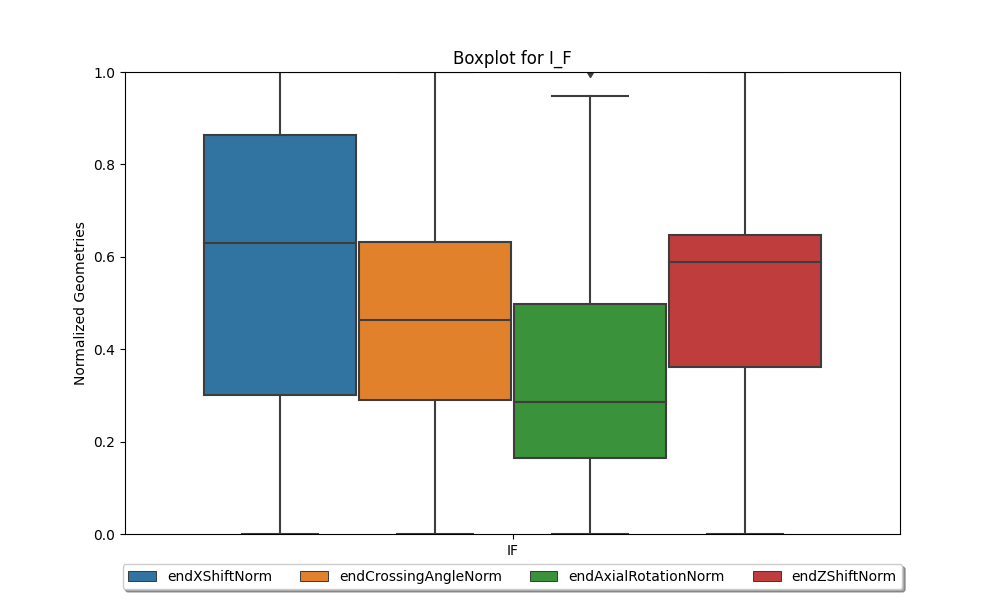 Boxplot for I_F
Normalized Geometries
1.0
0.8
0.6
0.4
0.2
0.0
IF
endXShiftNorm endCrossingAngleNorm endAxialRotationNorm endZShiftNorm